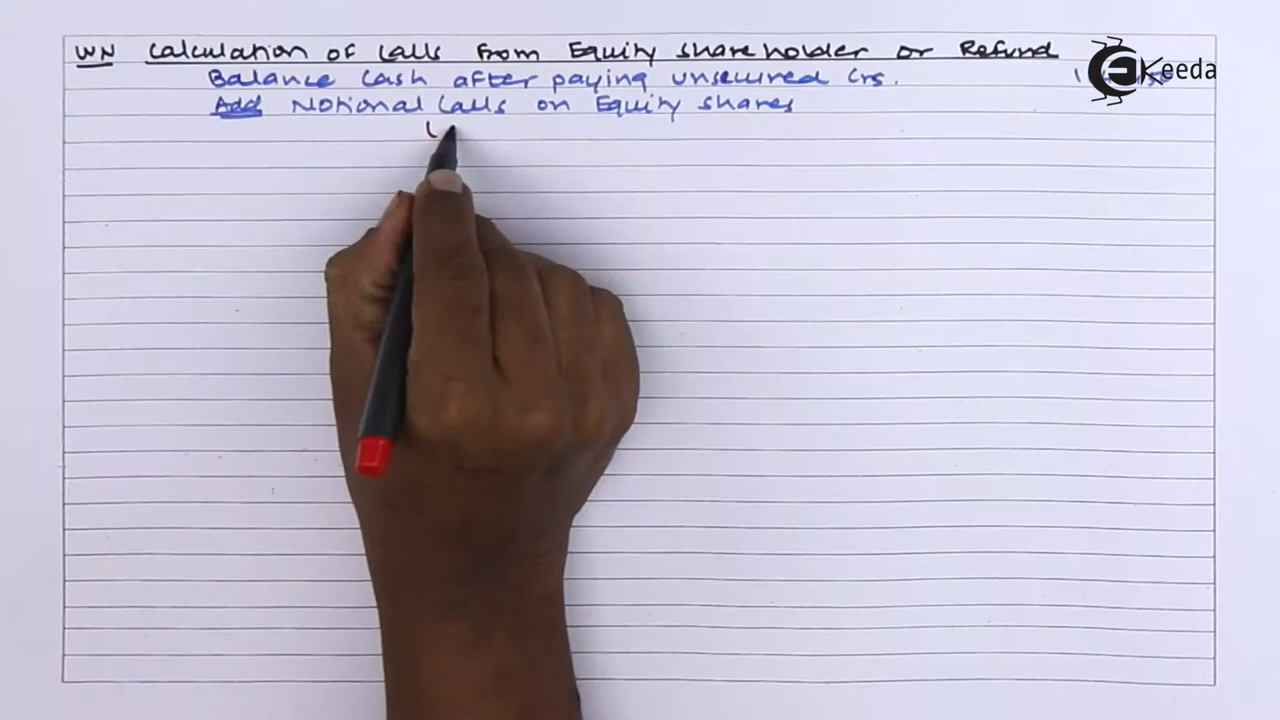 WN Calculation of Calls from Equity shareholder or Refund
Balance Cash after paying unsecured Crs.
Add Notional Calls on Equity shares
(
EKeeda